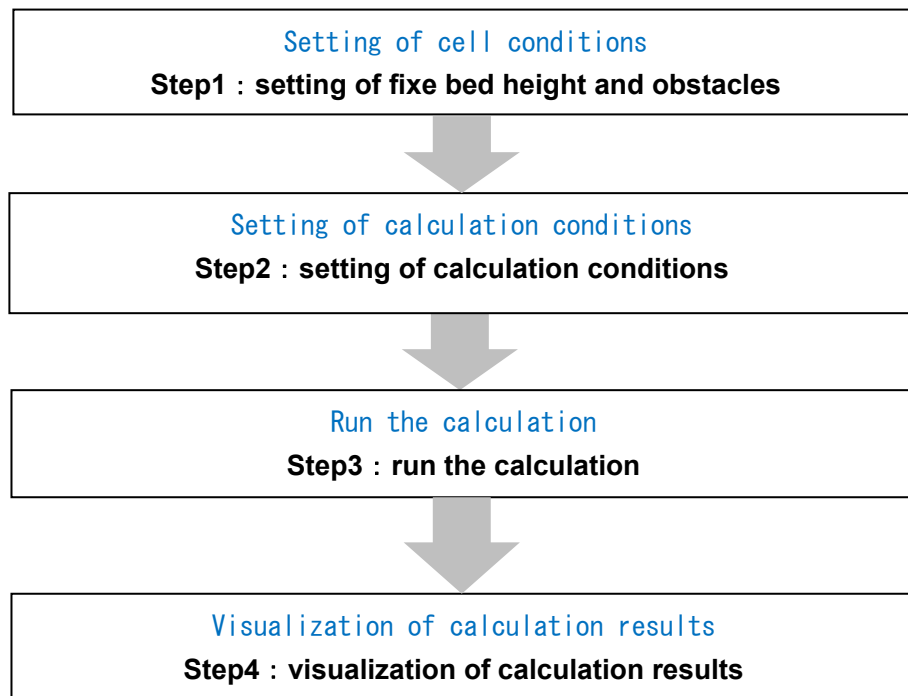 Setting of cell conditions
Step1：setting of fixe bed height and obstacles
Setting of calculation conditions
Step2：setting of calculation conditions
Run the calculation
Step3：run the calculation
Visualization of calculation results
Step4：visualization of calculation results